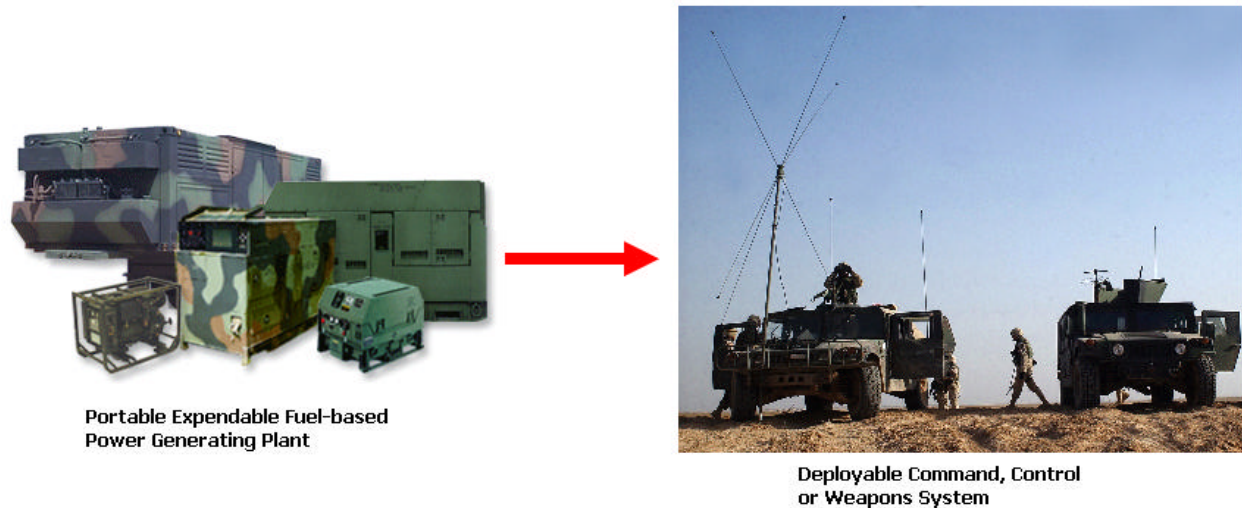 Portable Expendable Fuel-based
Power Generating Plant
Deployable Command, Control
or Weapons System